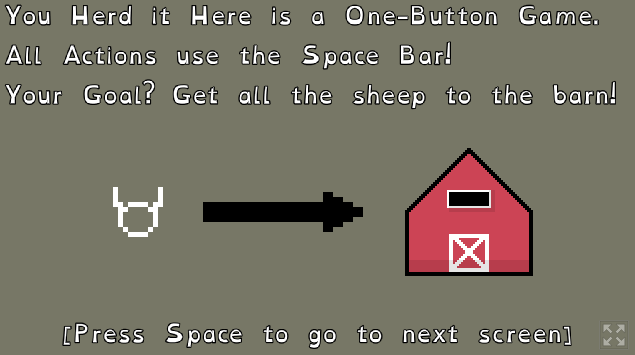 You Herd it Here is a One-Button Game.
All Actions use the Space Bar!
Your Goal? Get all the sheep to the barn!
[Press Space to go to next screen]